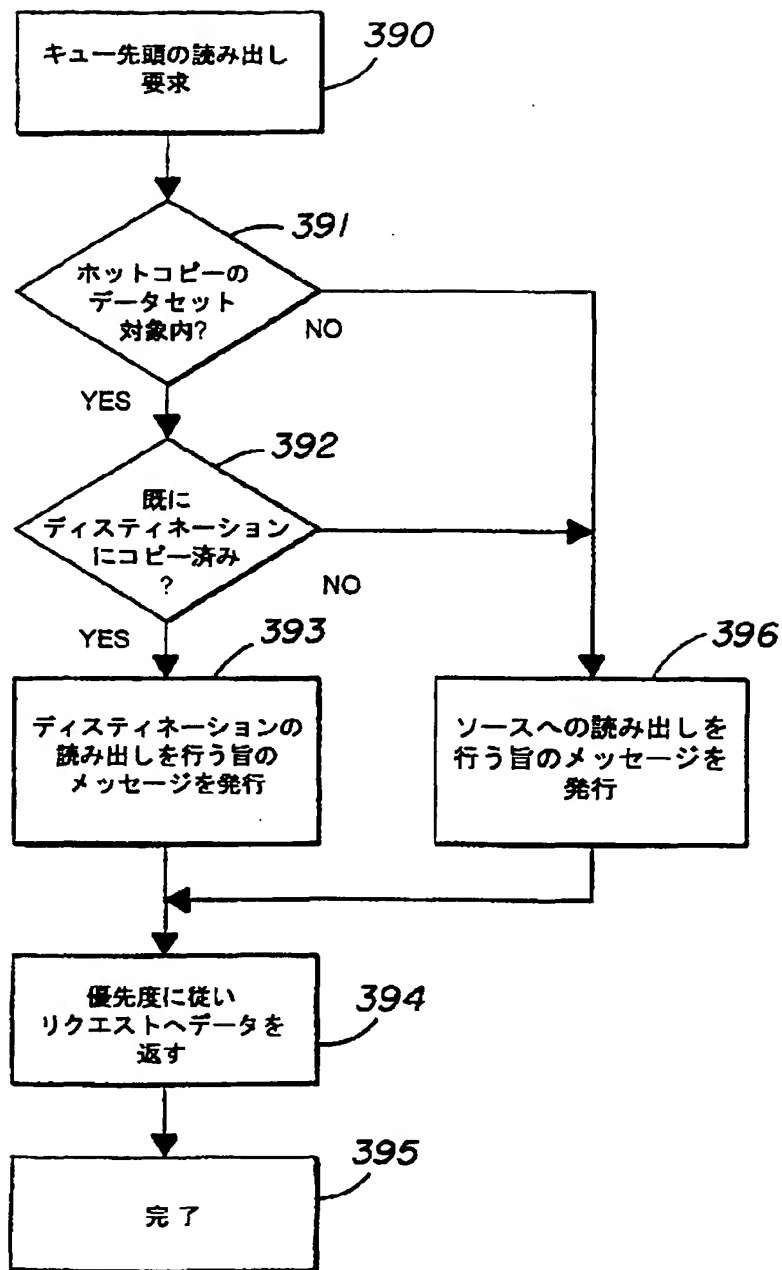 キュー先頭の読み出し
要求
390
391
ホットコピーの
データセット
対象内?
NO
YES
392
既に
ディスティネーション
にコピー済み
?
NO
YES
393
ディスティネーションの
読み出しを行う旨の
メッセージを発行
396
ソースへの読み出しを
行う旨のメッセージを
発行
優先度に従い
リクエストへデータを
返す
394
395
完了